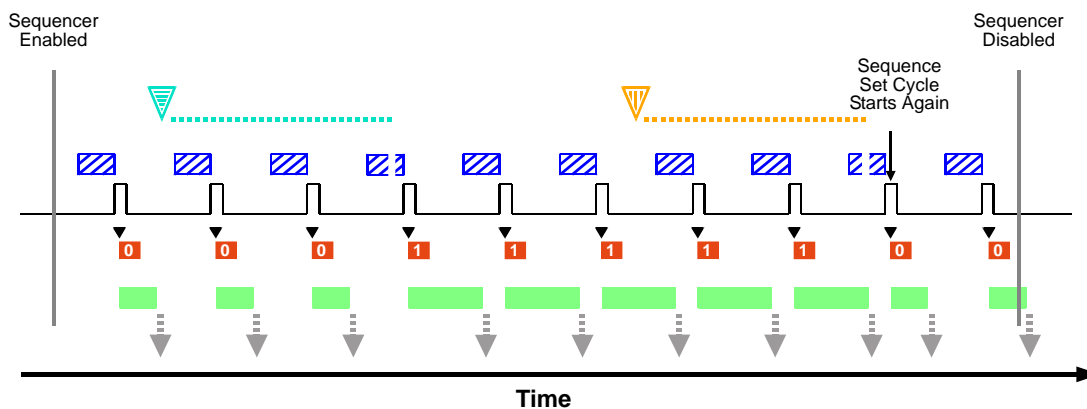 Sequencer
Enabled
Sequencer
Disabled
Sequence
Set Cycle
Starts Again
0 0 0 1 1 1 1 1 0 0
Time